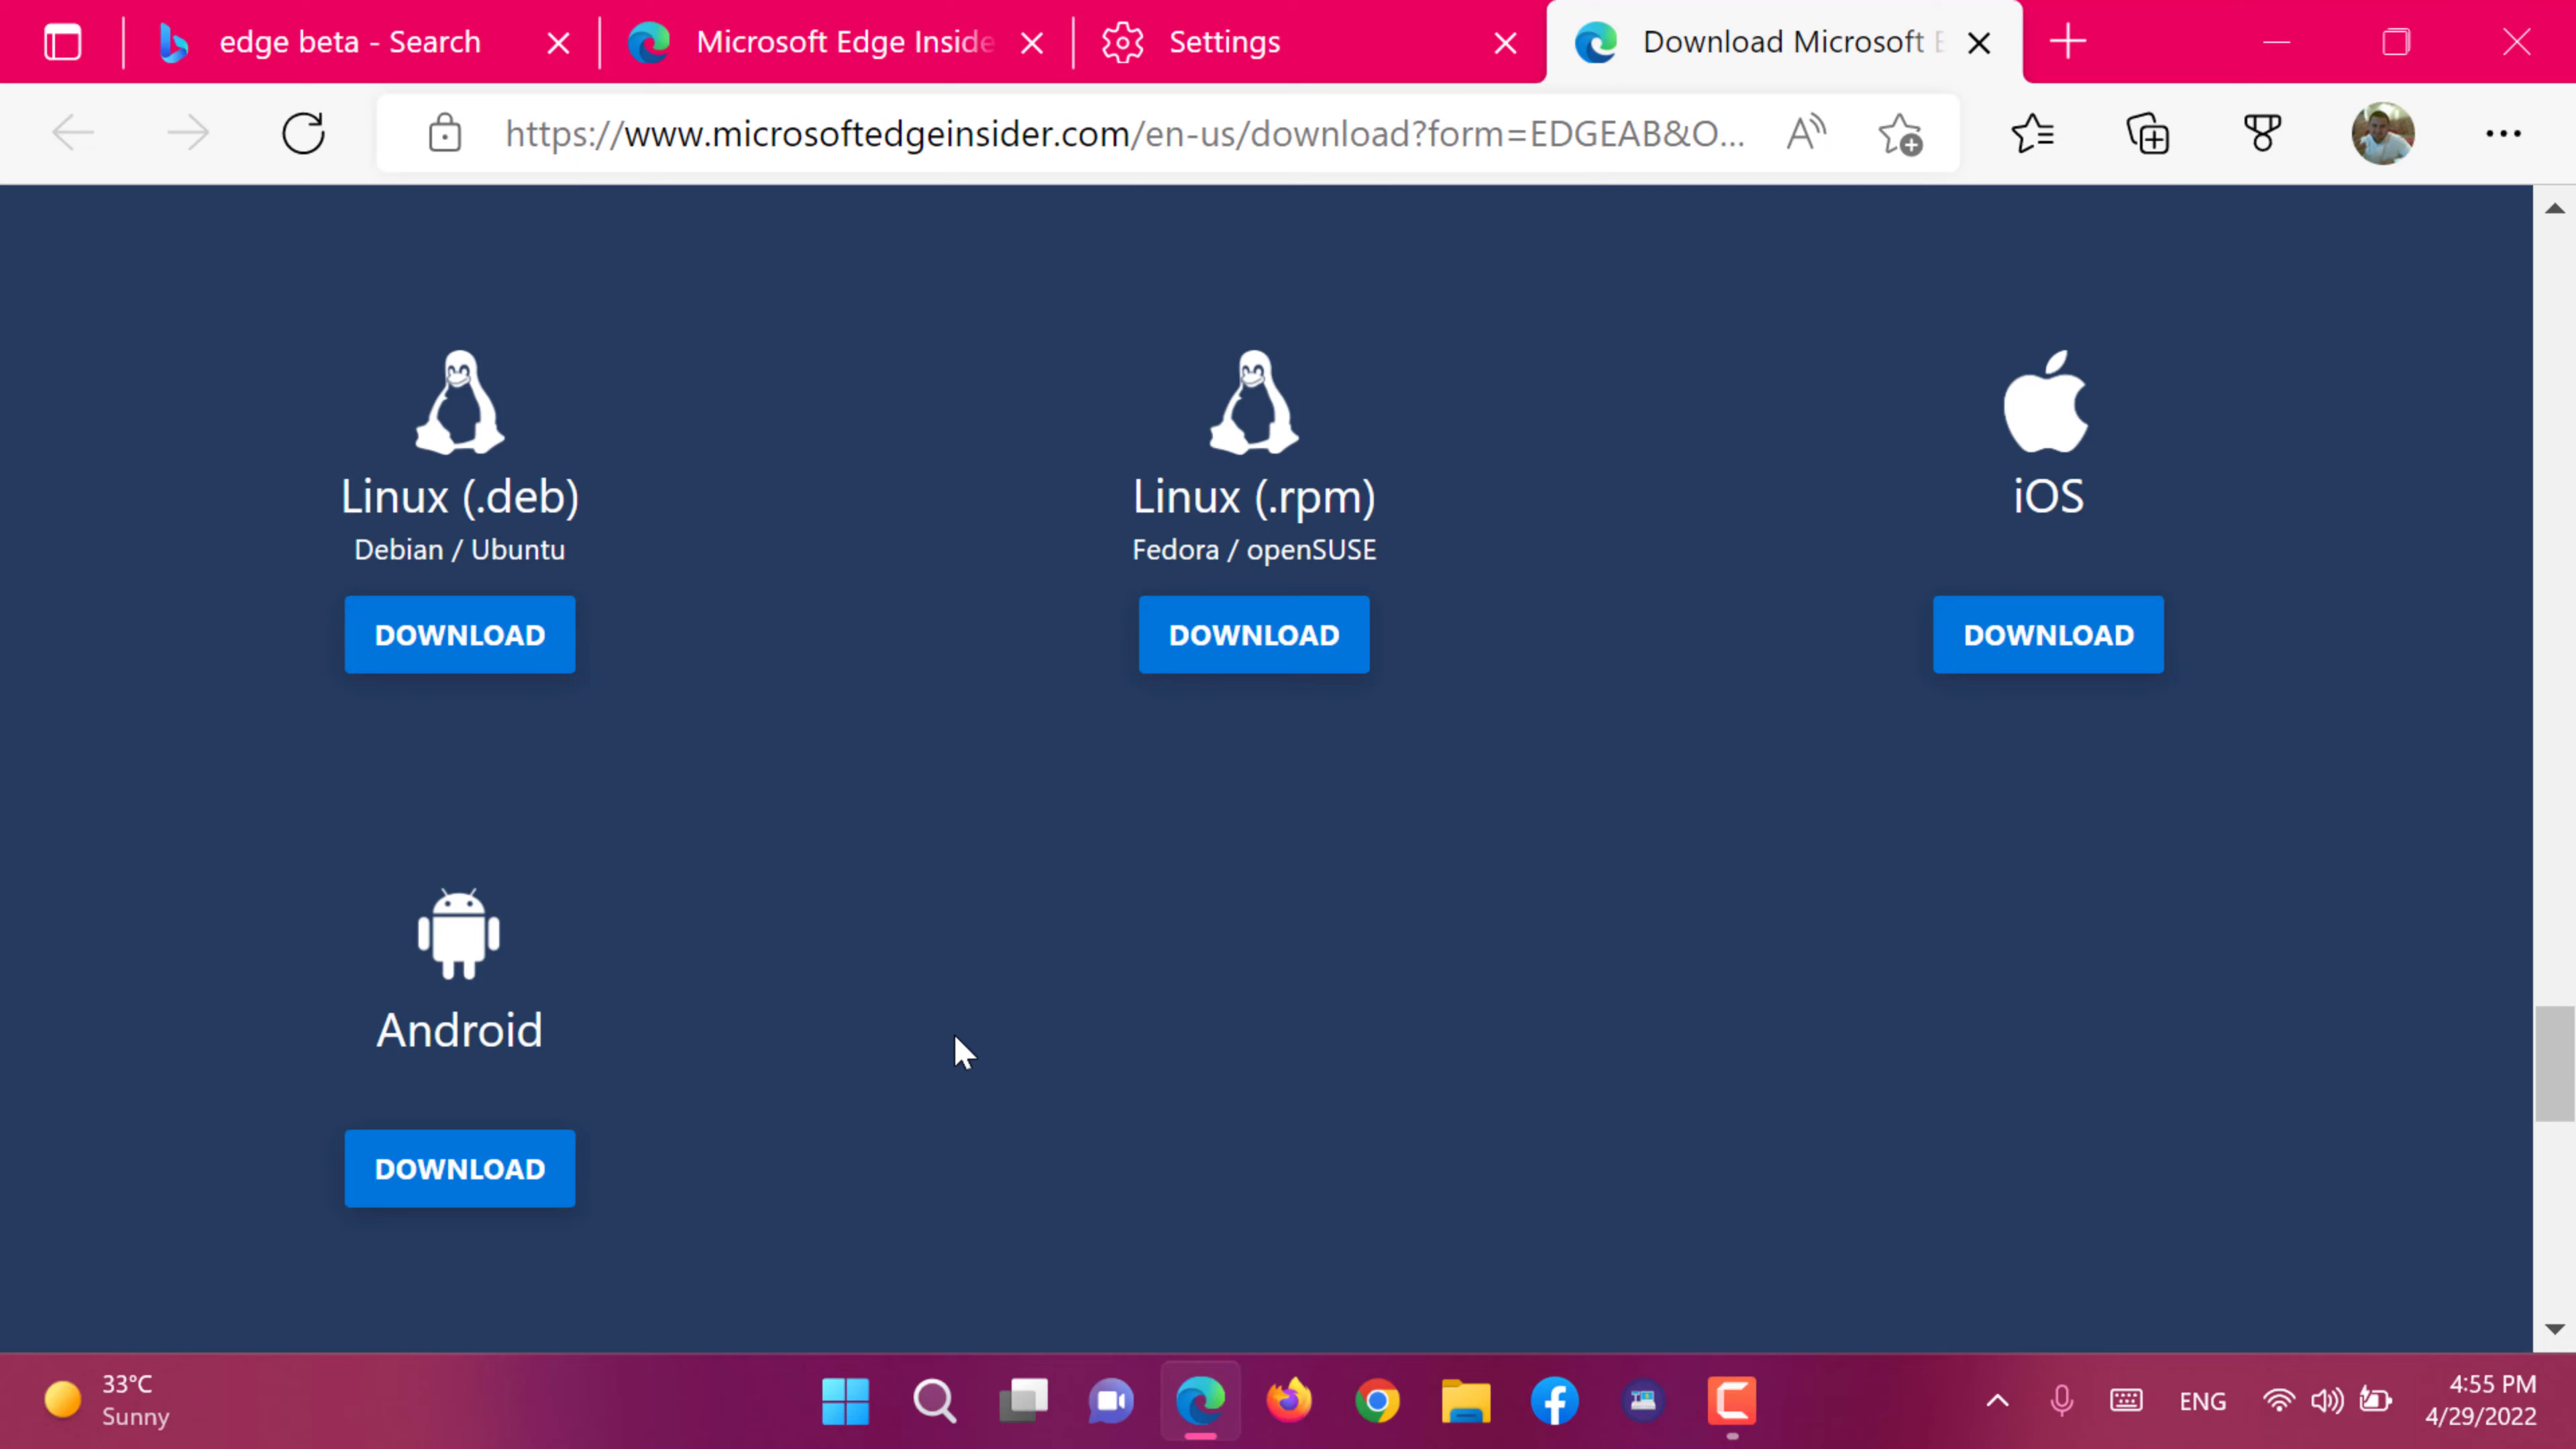 edge beta - Search
Microsoft Edge Inside
Settings
Download Microsoft E
https://www.microsoftedgeinsider.com/en-us/download?form=EDGEAB&O...
Linux (.deb)
Debian / Ubuntu
DOWNLOAD
Linux (.rpm)
Fedora / openSUSE
DOWNLOAD
iOS
DOWNLOAD
Android
DOWNLOAD
33°C
Sunny
ENG
4:55 PM
4/29/2022